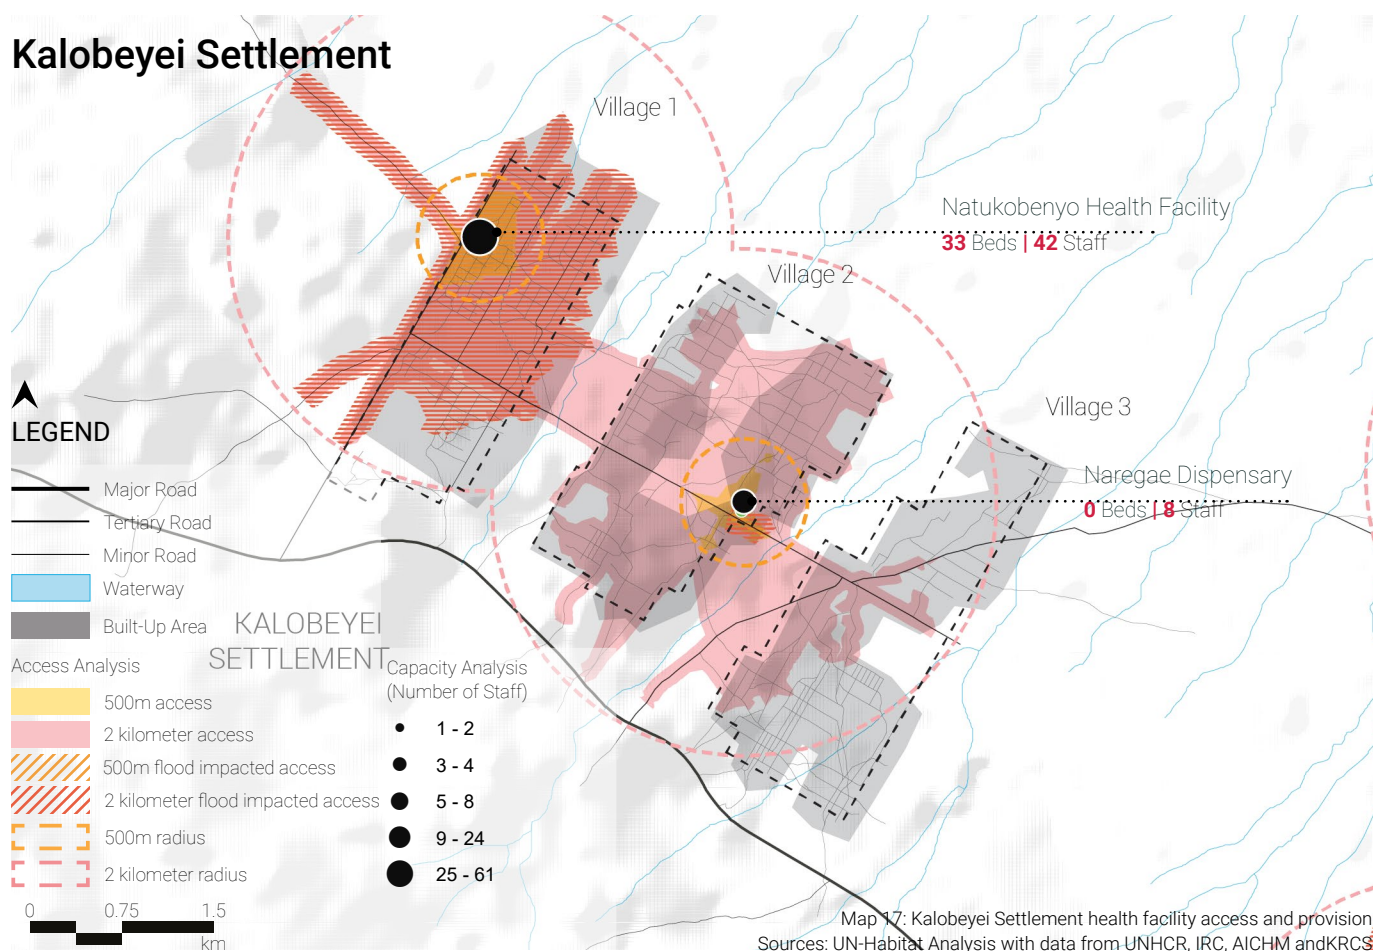 Kalobeyei Settlement
Village 1
Natukobenyo Health Facility
33 Beds | 42 Staff
Village 2
Village 3
Naregae Dispensary
0 Beds | 8 Staff
LEGEND
Major Road
Tertiary Road
Minor Road
Waterway
Built-Up Area
KALOBEYEI
SETTLEMENT
Access Analysis
500m access
2 kilometer access
500m flood impacted access
2 kilometer flood impacted access
500m radius
2 kilometer radius
Capacity Analysis
(Number of Staff)
1 - 2
3 - 4
5 - 8
9 - 24
25 - 61
0 0.75 1.5
km
Map 17: Kalobeyei Settlement health facility access and provision
Sources: UN-Habitat Analysis with data from UNHCR, IRC, AICHM andKRCS